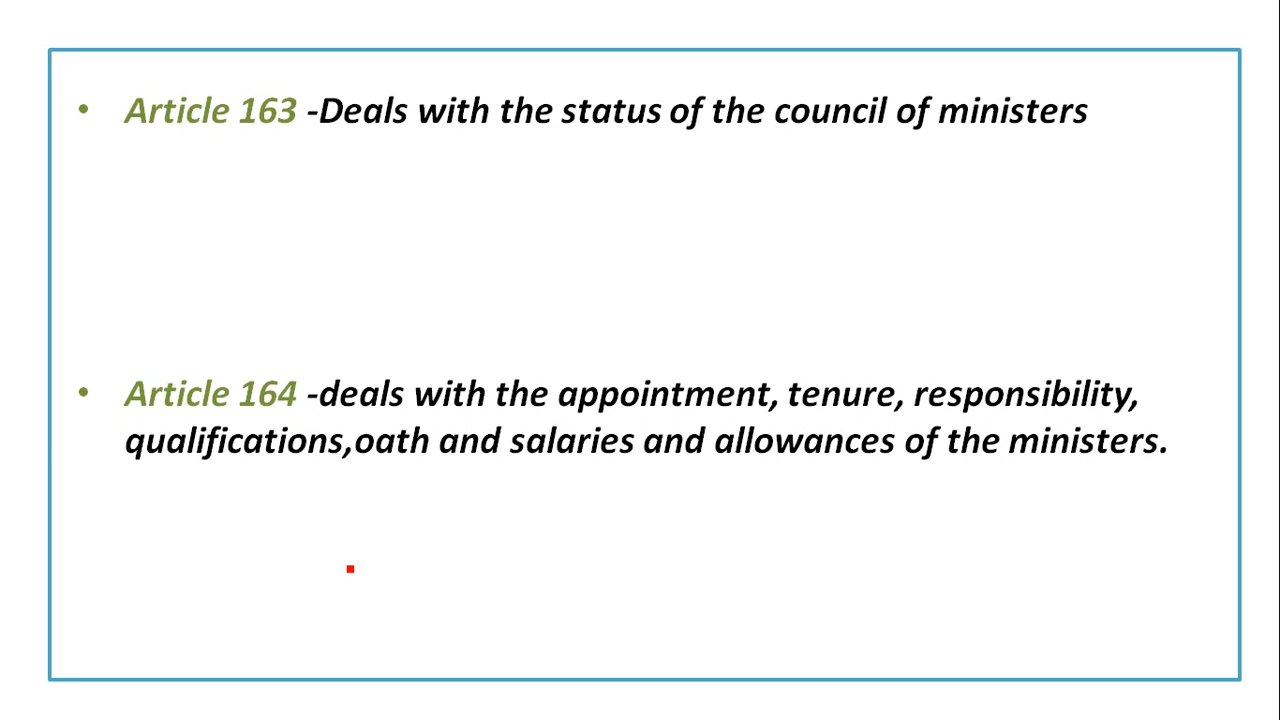 • Article 163 -Deals with the status of the council of ministers
• Article 164 -deals with the appointment, tenure, responsibility,
qualifications,oath and salaries and allowances of the ministers.